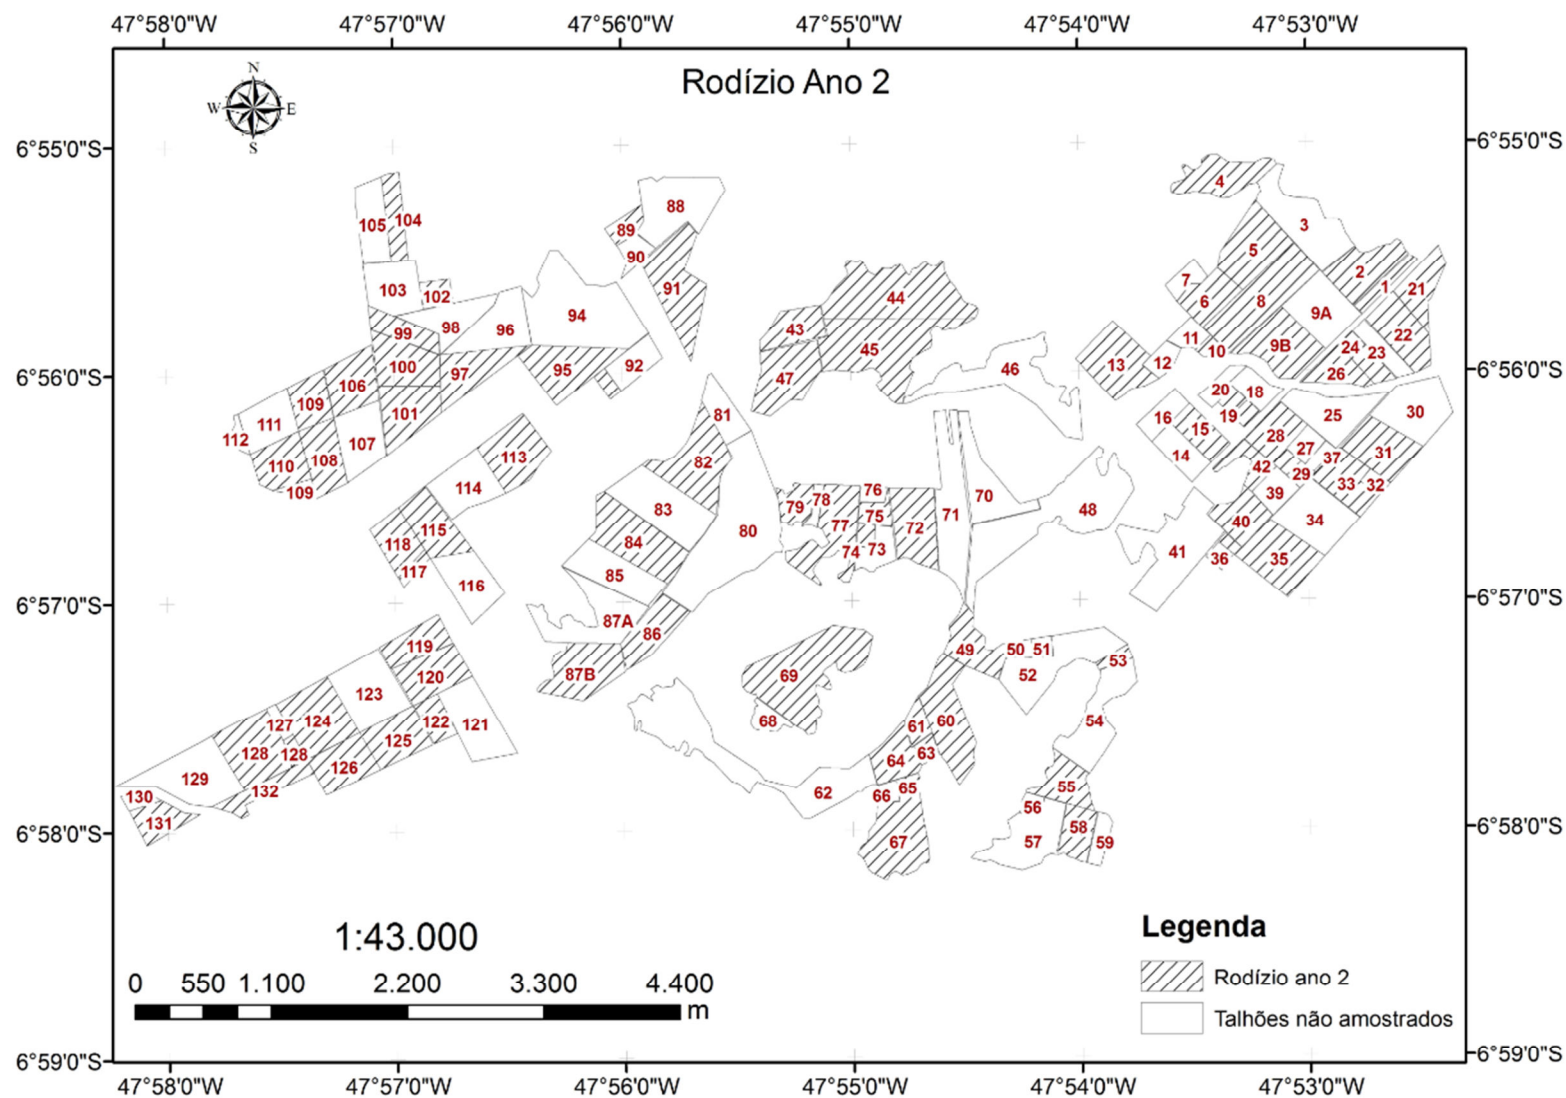 47°58'0"W 47°57'0"W 47°56'0"W 47°55'0"W 47°54'0"W 47°53'0"W
Rodízio Ano 2
N
W E
S
6°55'0"S 6°55'0"S
4
88
105 104 3
89
5
90 2
7 1 21
103 102 91 44 6 8
94 9A
99 98 96 43 11 22
9B 24 23
100 97 95 92 45 46 13 12 10
47 26
106 20 18
109 101 81 16 19 25 30
111 15
112 107 28
6°56'0"S 6°56'0"S
110 108 113 82 14 27 31
42 37
109 114 76 70 29 33 32
83 79 78 39
115 75 71 48 34
118 84 80 77 72 40
74 73 41
117 116 85 36 35
6°57'0"S 6°57'0"S
87A
119 86 49 50 51
87B 52 53
120 69
123
127 124 122 121 68 61 60 54
128 128 125 64 63
129 126
132 62 66 65 55
130 56
131 67 57 58 59
6°58'0"S 6°58'0"S
1:43.000
Legenda
0 550 1.100 2.200 3.300 4.400
m
Rodízio ano 2
Talhões não amostrados
6°59'0"S 6°59'0"S
47°58'0"W 47°57'0"W 47°56'0"W 47°55'0"W 47°54'0"W 47°53'0"W